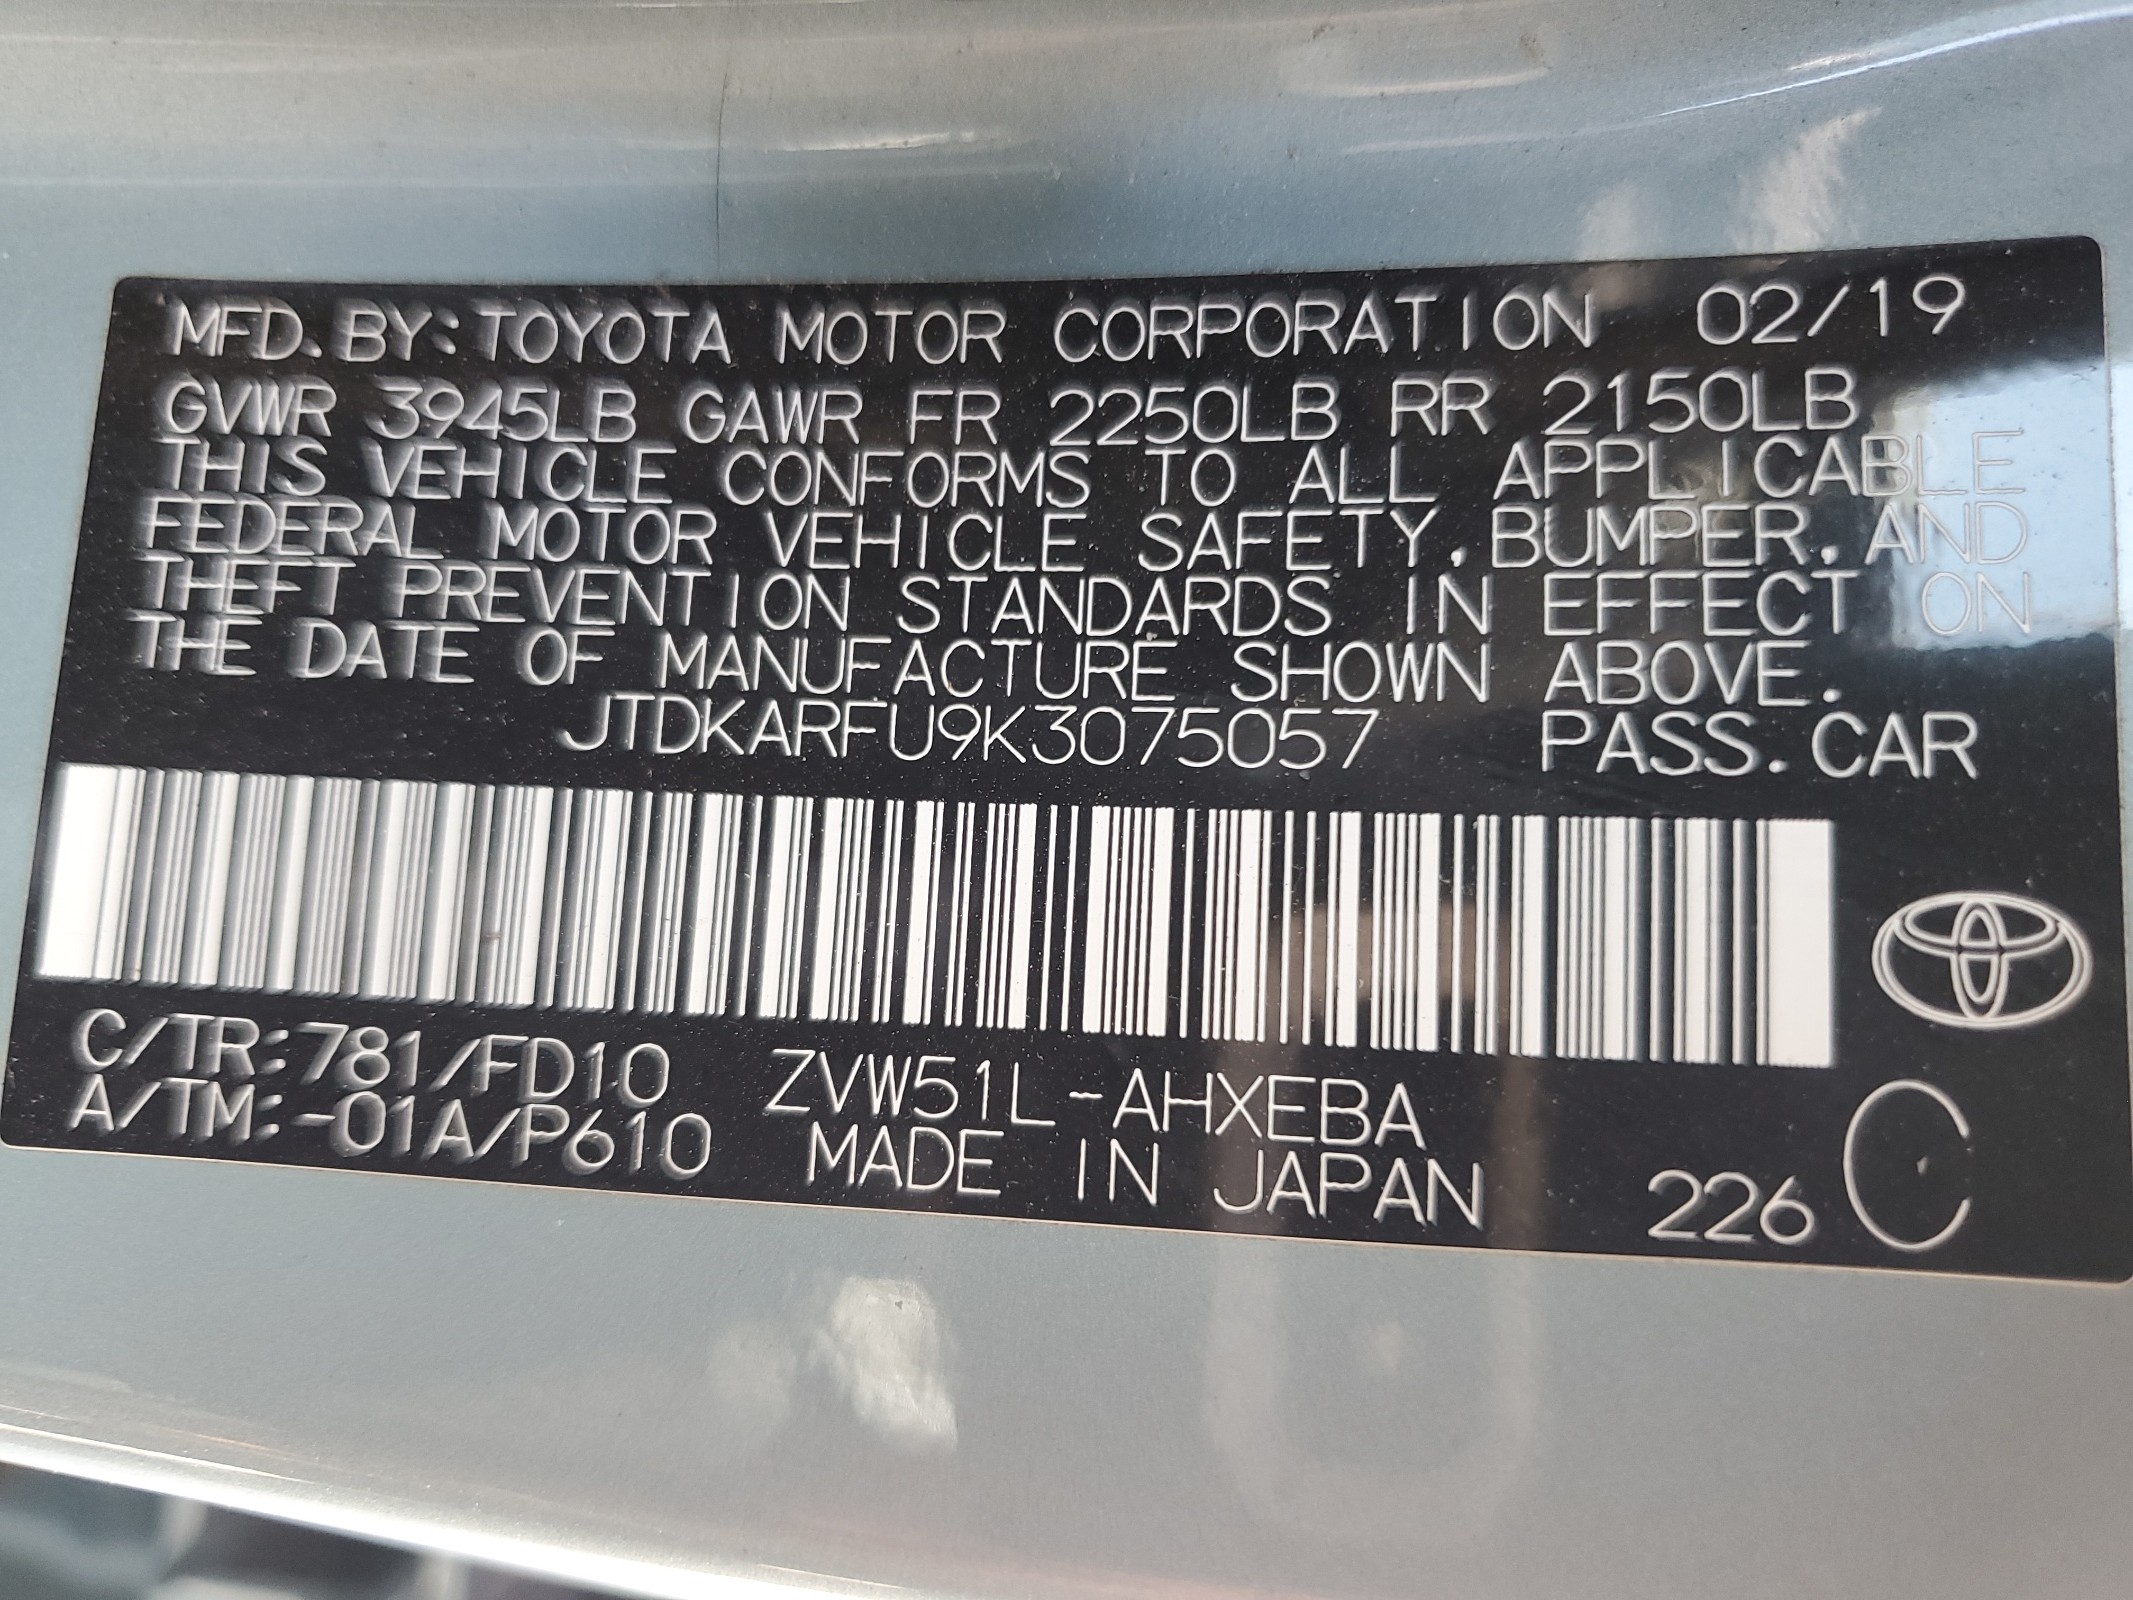 MFD. BY: TOYOTA MOTOR CORPORATION 02/19
GVWR 3945LB GAWR FR 2250LB RR 2150LB
THIS VEHICLE CONFORMS TO ALL APPLICABLE
FEDERAL MOTOR VEHICLE SAFETY, BUMPER, AND
THEFT PREVENTION STANDARDS IN EFFECT ON
THE DATE OF MANUFACTURE SHOWN ABOVE.
JTDKARFU9K3075057 PASS. CAR
C/TR: 781/FD10 ZVW51L-AHXEBA
A/TM: -01A/P610 MADE IN JAPAN 226 C